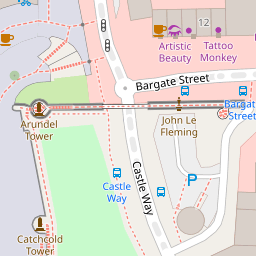 12
Artistic
Beauty
Tattoo
Monkey
Bargate Street
Arundel
Tower
John Le
Fleming
Bargate
Street
Castle
Way
Castle Way
P
Catchcold
Tower